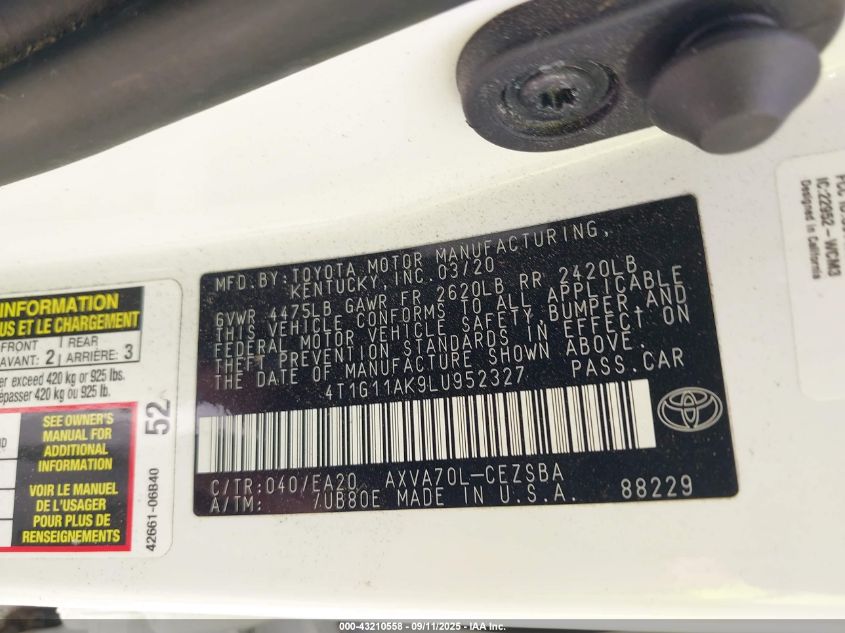 MFD.BY:TOYOTA MOTOR MANUFACTURING,
KENTUCKY, INC. 03/20
GVWR 4475LB GAWR FR 2620LB RR 2420LB
THIS VEHICLE CONFORMS TO ALL APPLICABLE
FEDERAL MOTOR VEHICLE SAFETY, BUMPER, AND
THEFT PREVENTION STANDARDS IN EFFECT ON
THE DATE OF MANUFACTURE SHOWN ABOVE.
4T1G11AK9LU952327 PASS.CAR
C/TR:040/EA20 AXVA70L-CEZSBA
A/TM: 7UB80E MADE IN U.S.A. 88229
INFORMATION
US ET LE CHARGEMENT
FRONT REAR
AVANT: 2 ARRIÈRE: 3
er exceed 420 kg or 925 lbs.
épasser 420 kg ou 925 lb.
SEE OWNER'S
MANUAL FOR
ADDITIONAL
INFORMATION
VOIR LE MANUEL
DE L'USAGER
POUR PLUS DE
RENSEIGNEMENTS
42661-06B40
52
IC:22952-WCM3
Designed in California
000-43210558 - 09/11/2025 - IAA Inc.